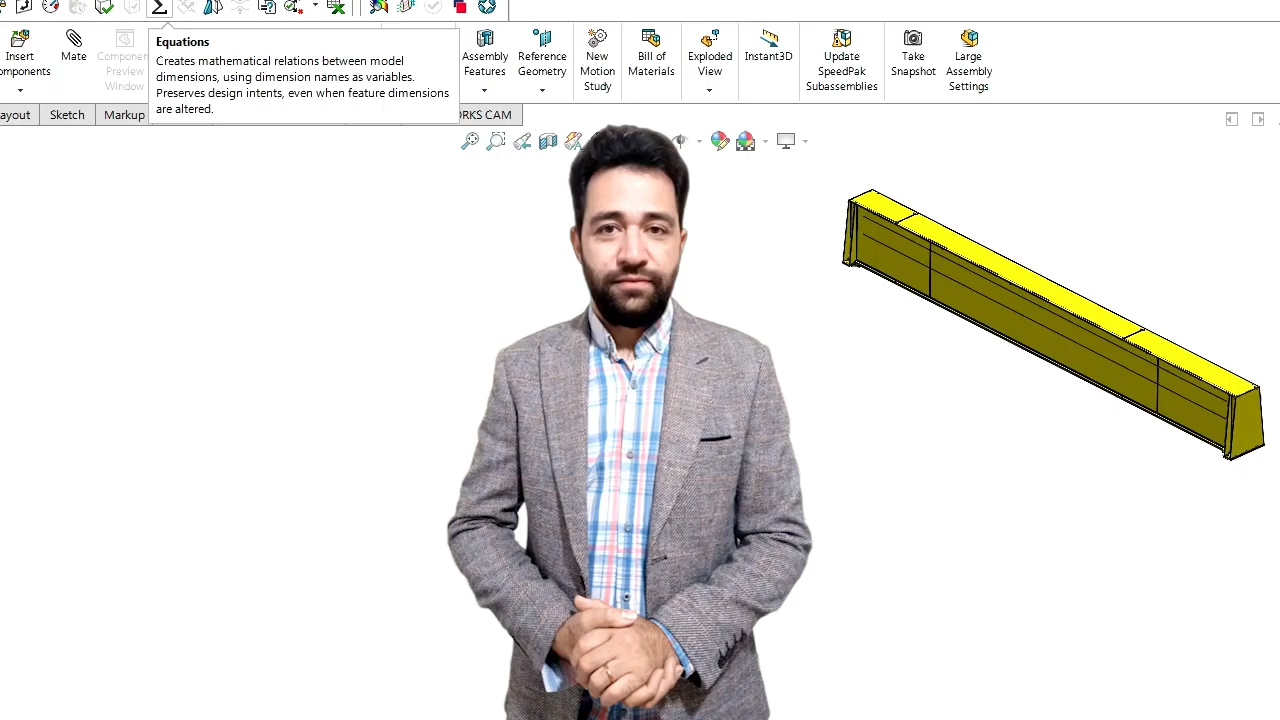 Equations
Creates mathematical relations between model
dimensions, using dimension names as variables.
Preserves design intents, even when feature dimensions
are altered.
Insert
omponents
Mate
Componen
Preview
Window
Assembly
Features
Reference
Geometry
New
Motion
Study
Bill of
Materials
Exploded
View
Instant3D
Update
SpeedPak
Subassemblies
Take
Snapshot
Large
Assembly
Settings
ayout
Sketch
Markup
ORKS CAM